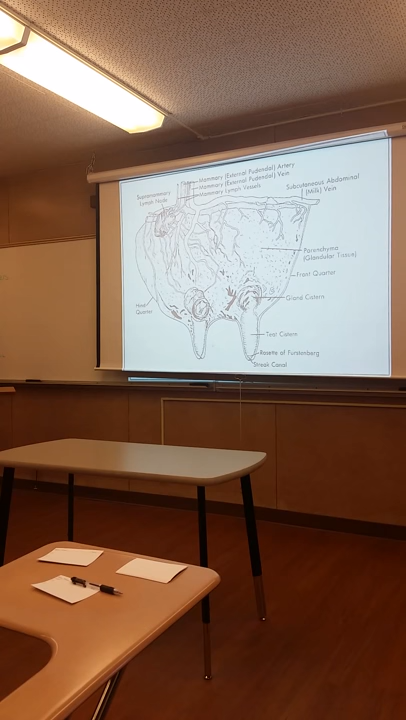 Mammary (External Pudendal) Artery
Mammary (External Pudendal) Vein
Mammary Lymph Vessels
Supramammary
Lymph Node
Subcutaneous Abdominal
(Milk) Vein
Parenchyma
(Glandular Tissue)
Front Quarter
Gland Cistern
Hind
Quarter
Teat Cistern
Rosette of Furstenberg
Streak Canal